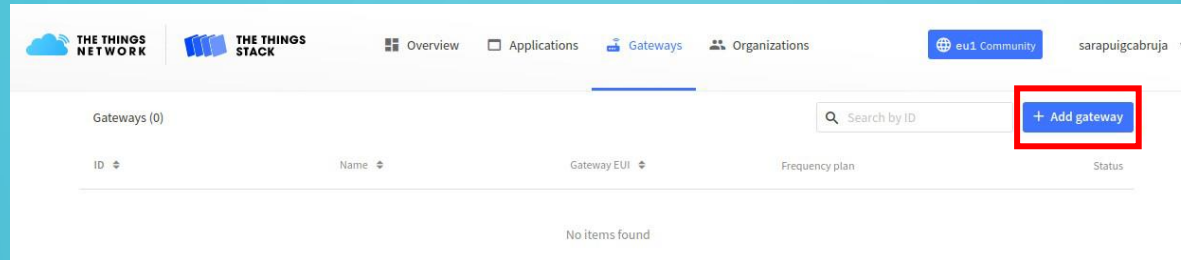 THE THINGS NETWORK
THE THINGS STACK
Overview
Applications
Gateways
Organizations
eu1 Community
sarapuigcabruja
Gateways (0)
Search by ID
+ Add gateway
ID
Name
Gateway EUI
Frequency plan
Status
No items found